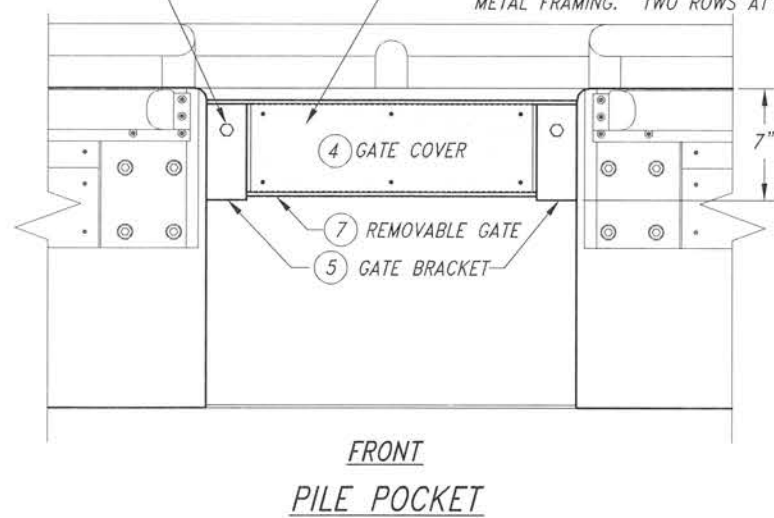 METAL FRAMING. TWO ROWS AT
7"
4 GATE COVER
7 REMOVABLE GATE
5 GATE BRACKET
FRONT
PILE POCKET